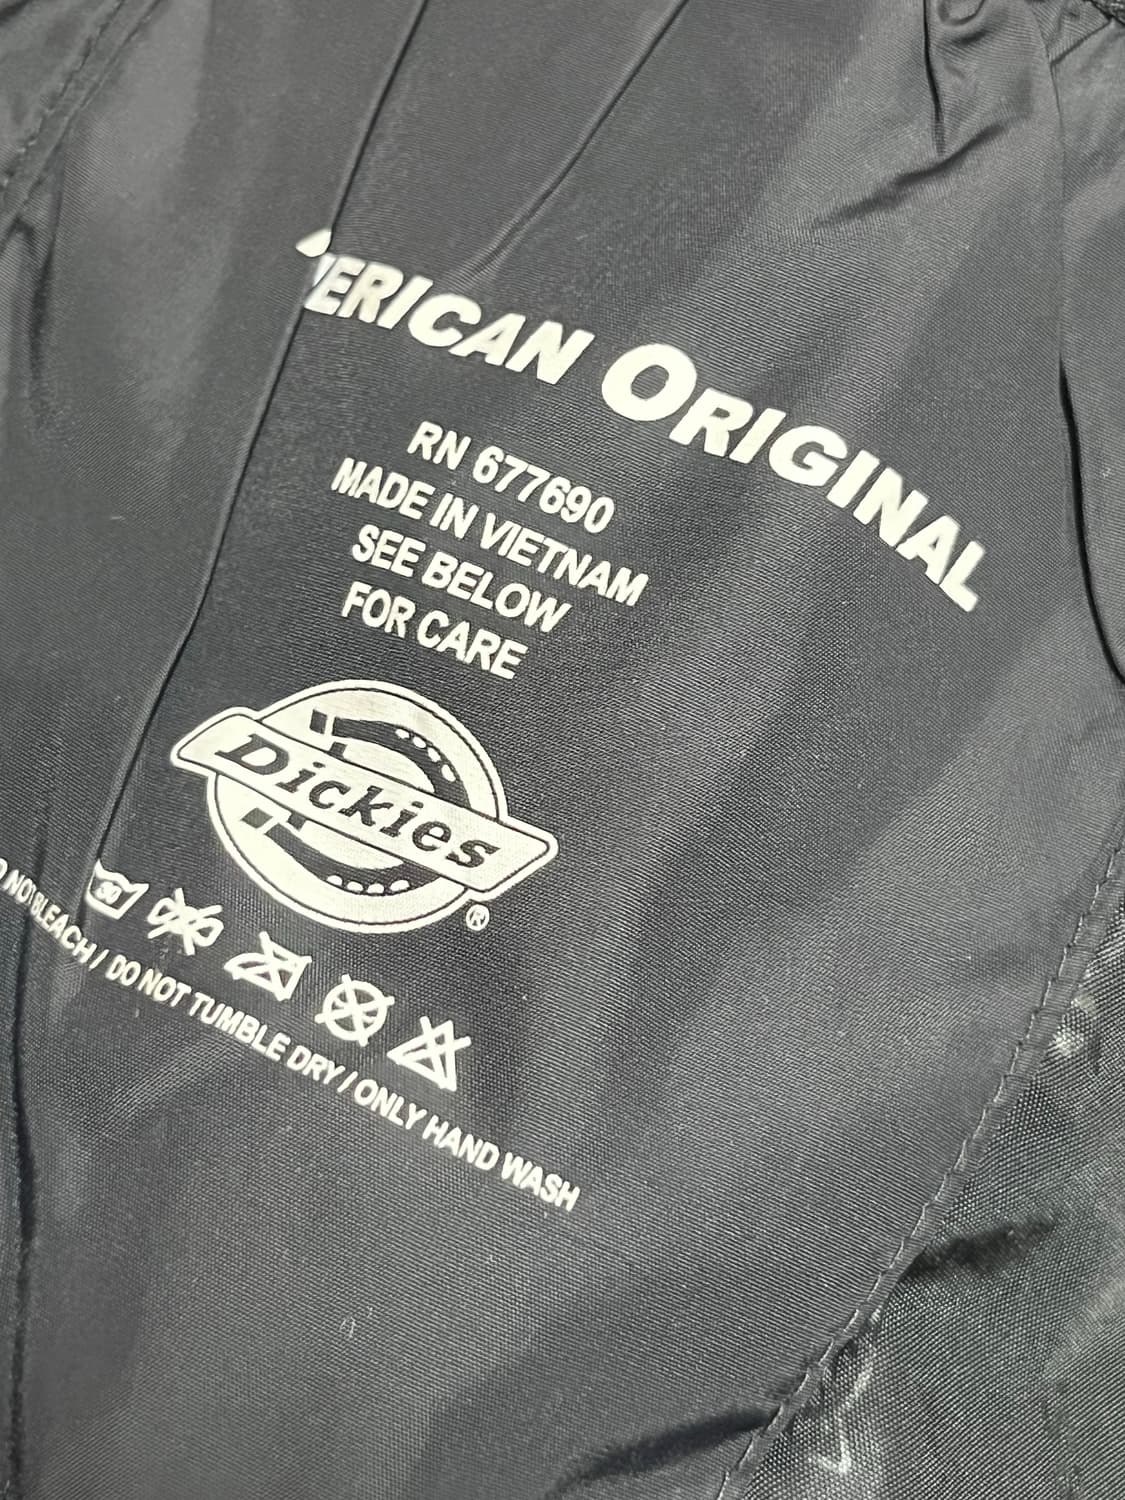 ERICAN ORIGINAL
RN 677690
MADE IN VIETNAM
SEE BELOW
FOR CARE
Dickies
®
30
NOT BLEACH / DO NOT TUMBLE DRY / ONLY HAND WASH